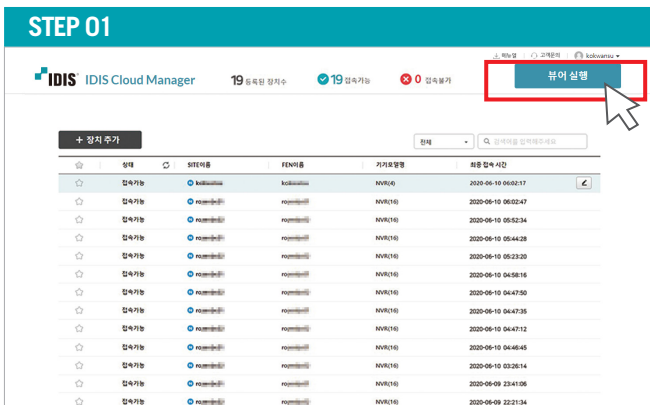 STEP 01
매뉴얼 고객문의 kokwansu
IDIS IDIS Cloud Manager 19 등록된 장치수 19 접속가능 0 접속불가 뷰어 실행
+ 장치 추가 전체 검색어를 입력해주세요
상태 SITE이름 FEN이름 기기모델명 최종 접속 시간
접속가능 NVR(4) 2020-06-10 06:02:17
접속가능 NVR(16) 2020-06-10 06:02:47
접속가능 NVR(16) 2020-06-10 05:52:34
접속가능 NVR(16) 2020-06-10 05:44:28
접속가능 NVR(16) 2020-06-10 05:23:20
접속가능 NVR(16) 2020-06-10 04:58:16
접속가능 NVR(16) 2020-06-10 04:47:50
접속가능 NVR(16) 2020-06-10 04:47:35
접속가능 NVR(16) 2020-06-10 04:47:12
접속가능 NVR(16) 2020-06-10 04:46:45
접속가능 NVR(16) 2020-06-10 03:26:14
접속가능 NVR(16) 2020-06-09 23:41:06
접속가능 NVR(16) 2020-06-09 22:21:34